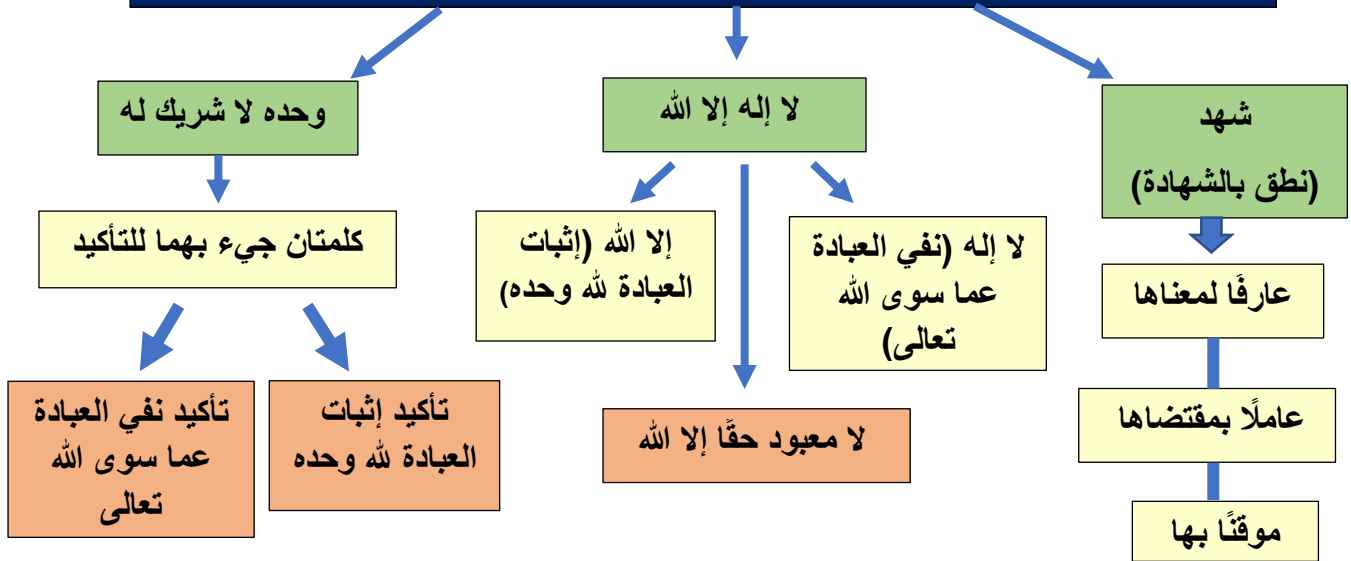 شهد
(نطق بالشهادة)
عارفًا لمعناها
عاملًا بمقتضاها
موقنًا بها
لا إله إلا الله
لا إله (نفي العبادة
عما سوى الله
تعالى)
إلا الله (إثبات
العبادة لله وحده)
لا معبود حقًا إلا الله
وحده لا شريك له
كلمتان جيء بهما للتأكيد
تأكيد إثبات
العبادة لله وحده
تأكيد نفي العبادة
عما سوى الله
تعالى